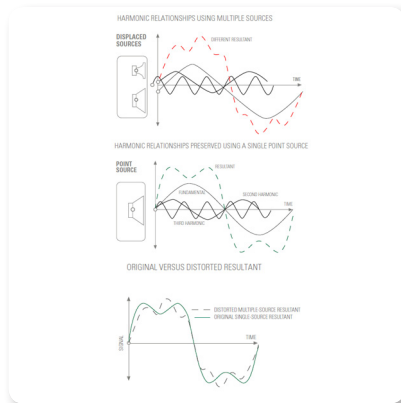 HARMONIC RELATIONSHIPS USING MULTIPLE SOURCES
DISPLACED
SOURCES
DIFFERENT RESULTANT
TIME
HARMONIC RELATIONSHIPS PRESERVED USING A SINGLE POINT SOURCE
POINT
SOURCE
RESULTANT
FUNDAMENTAL
SECOND HARMONIC
TIME
THIRD HARMONIC
ORIGINAL VERSUS DISTORTED RESULTANT
DISTORTED MULTIPLE-SOURCE RESULTANT
ORIGINAL SINGLE-SOURCE RESULTANT
TIME
SIGNAL